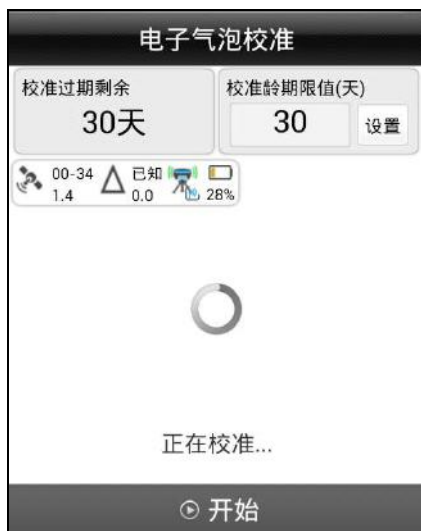 电子气泡校准
校准过期剩余
30天
校准龄期限值(天)
30
设置
00-34
1.4
已知
0.0
28%
正在校准...
开始